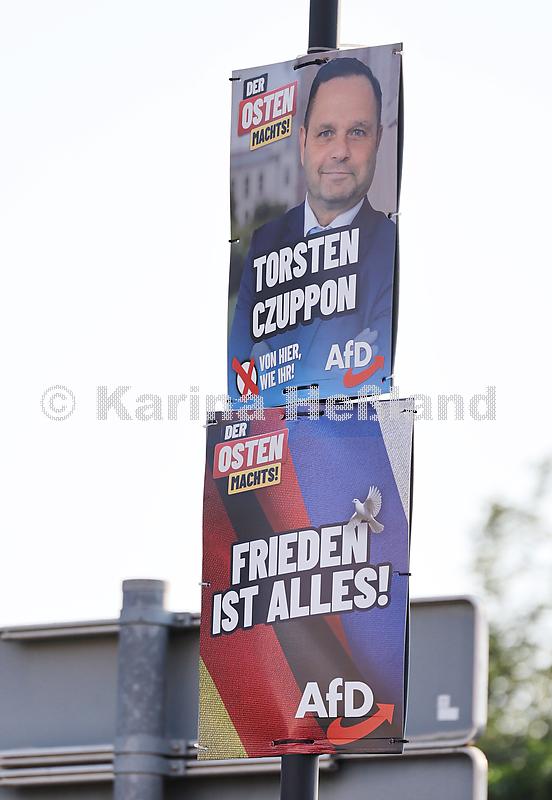 DER
OSTEN
MACHTS!
TORSTEN
CZUPPON
VON HIER,
WIE IHR!
AfD
© Karina Heßland
DER
OSTEN
MACHTS!
FRIEDEN
IST ALLES!
AfD